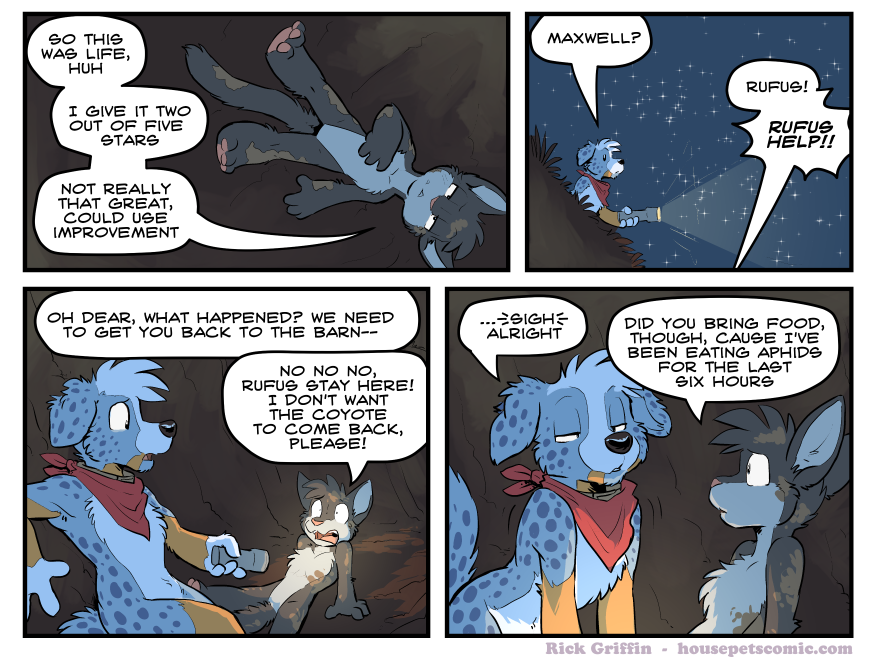 SO THIS
WAS LIFE,
HUH
I GIVE IT TWO
OUT OF FIVE
STARS
NOT REALLY
THAT GREAT,
COULD USE
IMPROVEMENT
MAXWELL?
RUFUS!
RUFUS
HELP!!
OH DEAR, WHAT HAPPENED? WE NEED
TO GET YOU BACK TO THE BARN--
NO NO NO,
RUFUS STAY HERE!
I DON'T WANT
THE COYOTE
TO COME BACK,
PLEASE!
...>SIGH<
ALRIGHT
DID YOU BRING FOOD,
THOUGH, CAUSE I'VE
BEEN EATING APHIDS
FOR THE LAST
SIX HOURS
Rick Griffin - housepetscomic.com